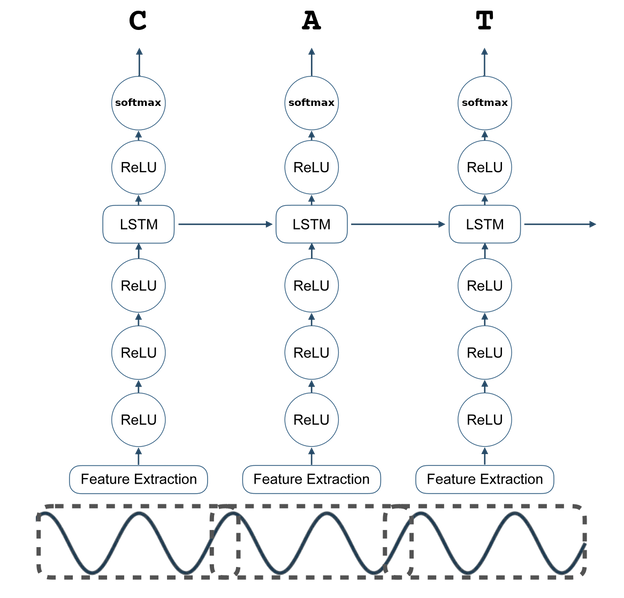 C A T
softmax softmax softmax
ReLU ReLU ReLU
LSTM LSTM LSTM
ReLU ReLU ReLU
ReLU ReLU ReLU
ReLU ReLU ReLU
Feature Extraction Feature Extraction Feature Extraction